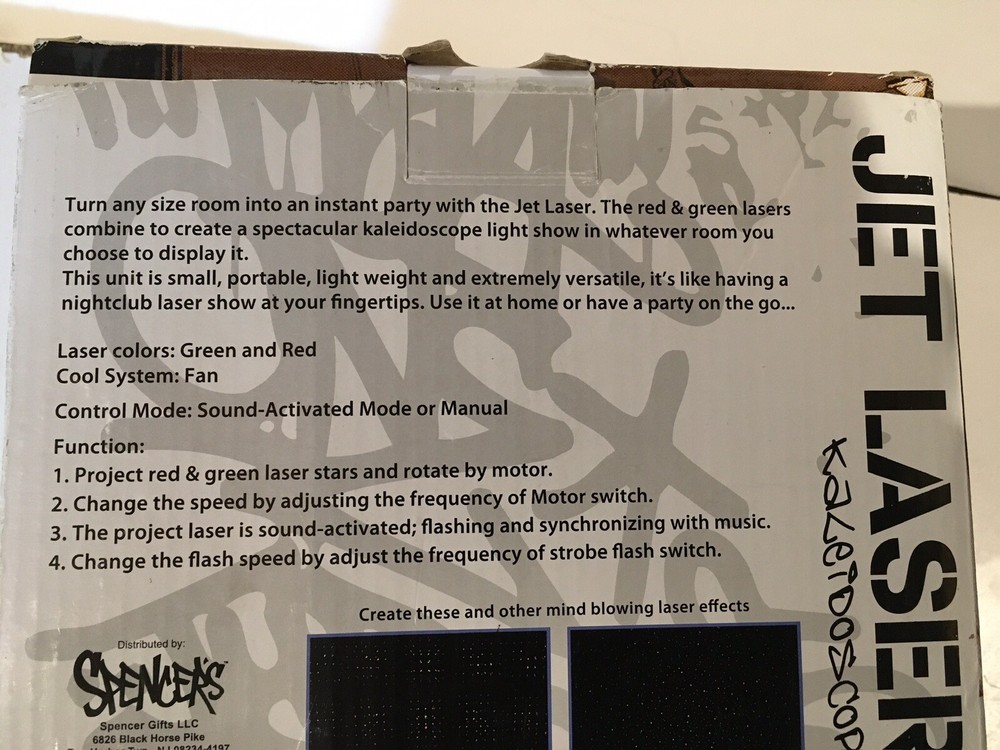 Turn any size room into an instant party with the Jet Laser. The red & green lasers
combine to create a spectacular kaleidoscope light show in whatever room you
choose to display it.
This unit is small, portable, light weight and extremely versatile, it's like having a
nightclub laser show at your fingertips. Use it at home or have a party on the go...
Laser colors: Green and Red
Cool System: Fan
Control Mode: Sound-Activated Mode or Manual
Function:
1. Project red & green laser stars and rotate by motor.
2. Change the speed by adjusting the frequency of Motor switch.
3. The project laser is sound-activated; flashing and synchronizing with music.
4. Change the flash speed by adjust the frequency of strobe flash switch.
Create these and other mind blowing laser effects
Distributed by:
SPENCER'S™
Spencer Gifts LLC
6826 Black Horse Pike
NJ 08234-4197
JET LASER
KALEIDOSCOP